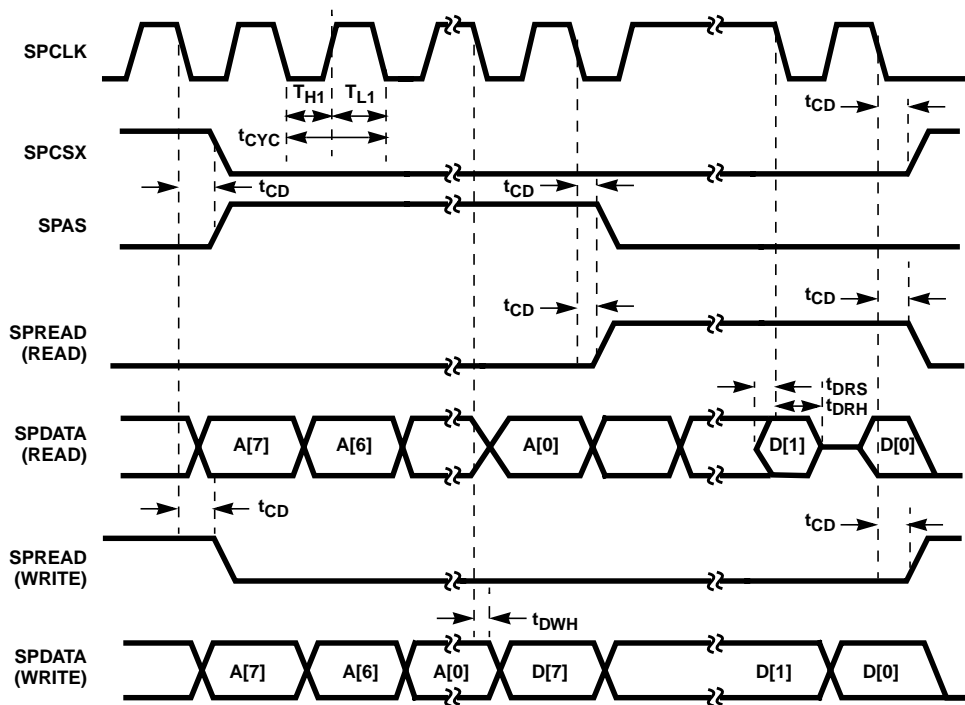 SPCLK
TH1 TL1
tCYC
tCD
SPCSX
tCD
tCD
SPAS
tCD
tCD
SPREAD
(READ)
tDRS
tDRH
SPDATA
(READ)
A[7] A[6] A[0] D[1] D[0]
tCD
tCD
SPREAD
(WRITE)
tDWH
SPDATA
(WRITE)
A[7] A[6] A[0] D[7] D[1] D[0]